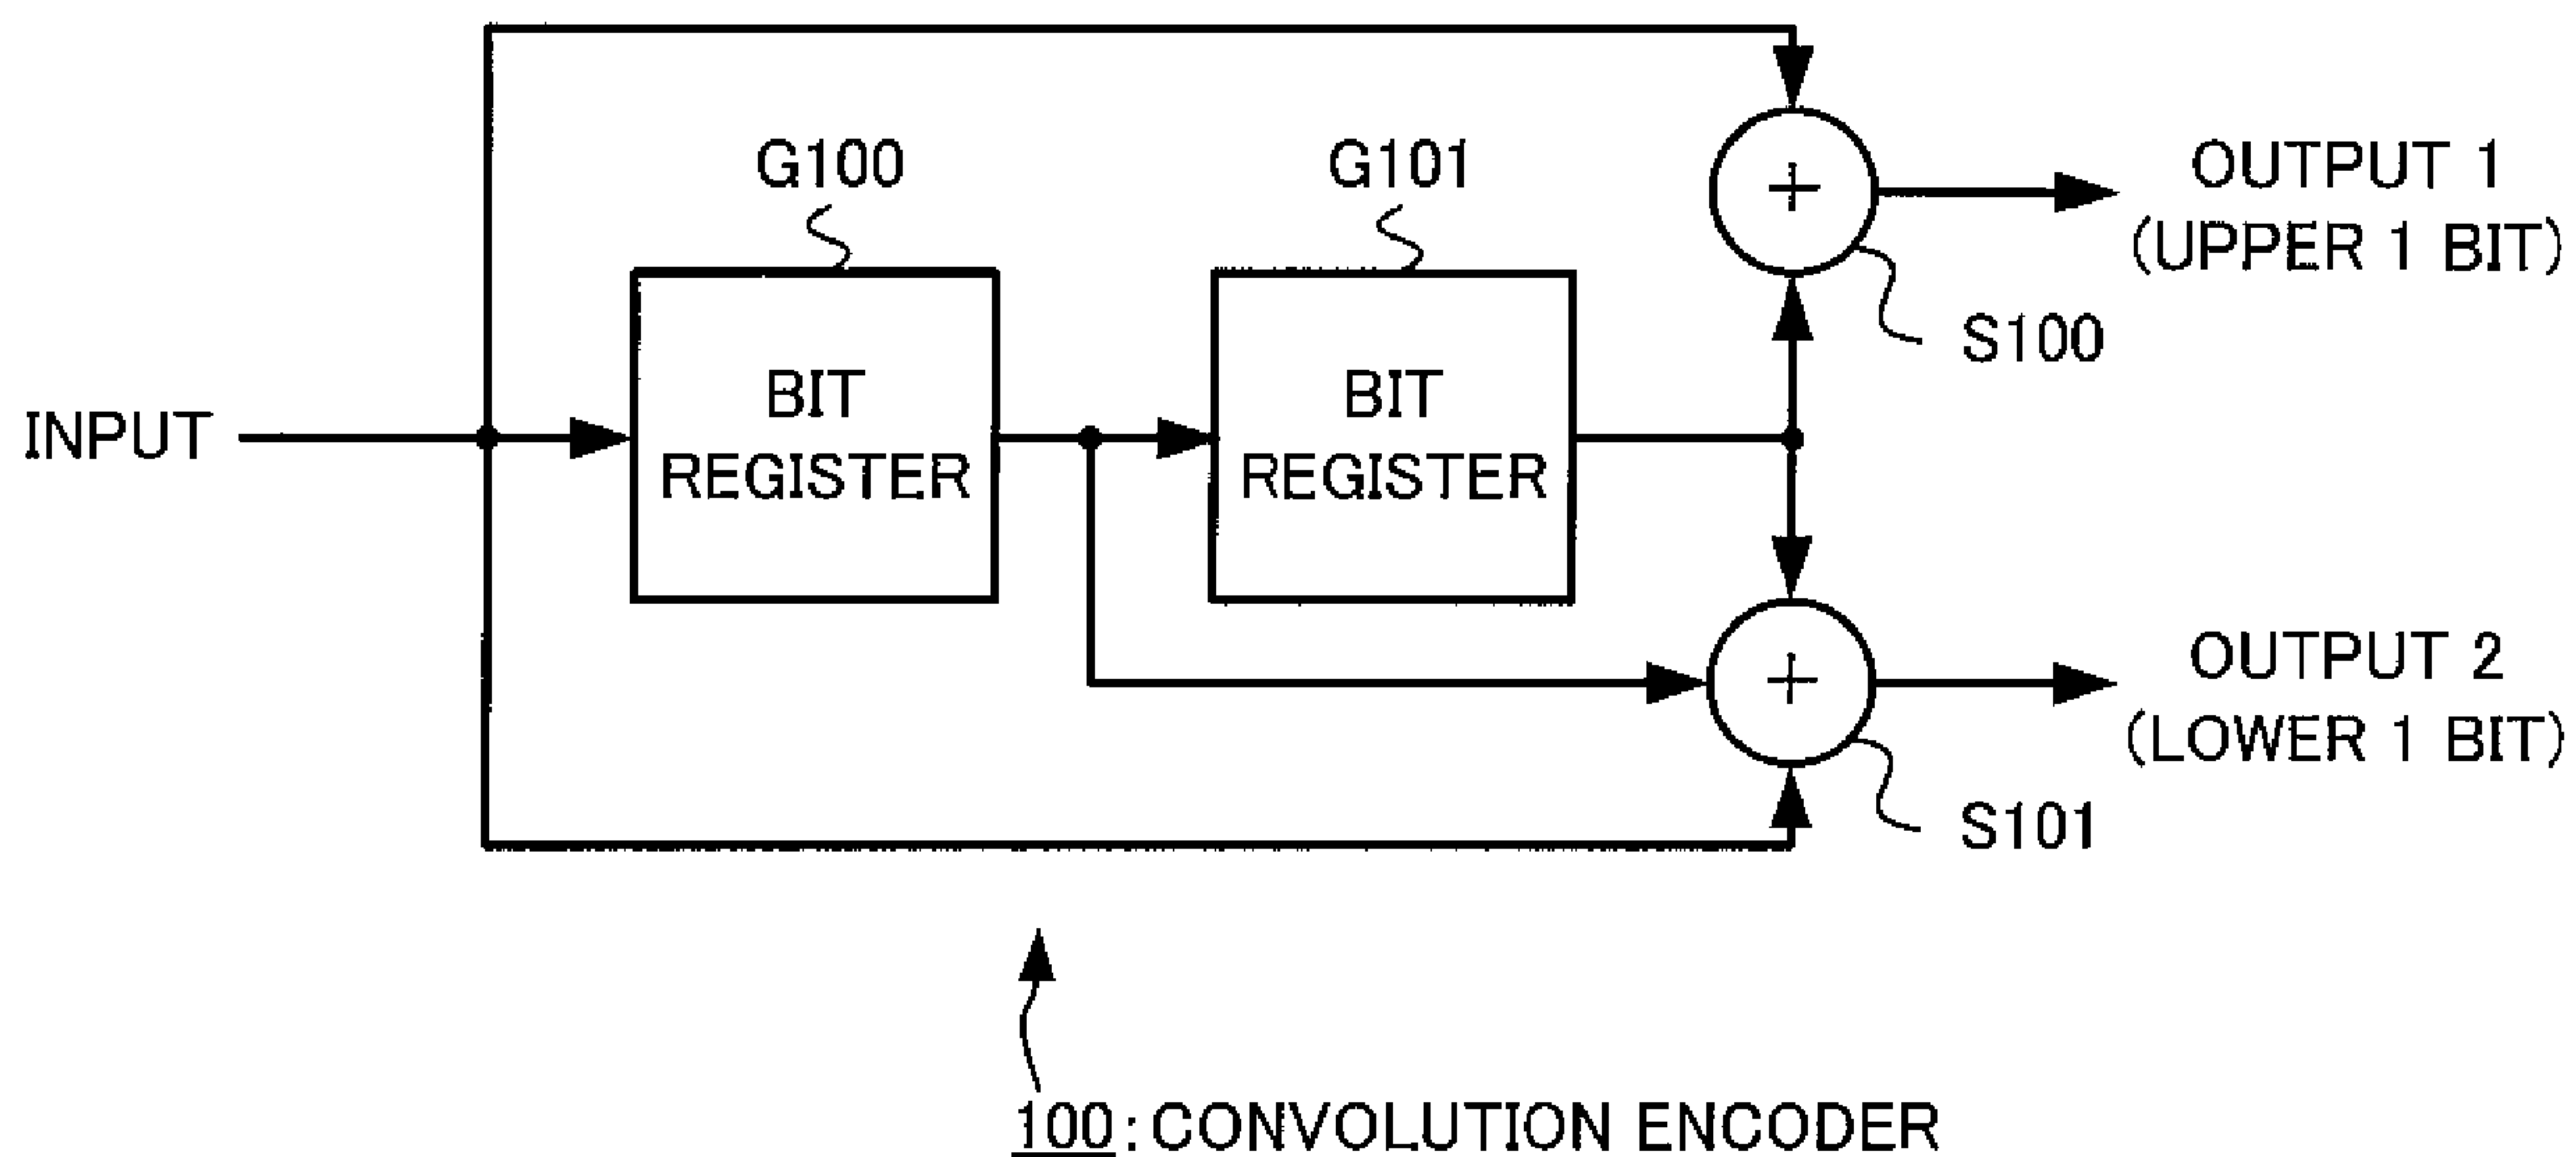 G100
G101
OUTPUT 1
(UPPER 1 BIT)
S100
INPUT
BIT
REGISTER
BIT
REGISTER
OUTPUT 2
(LOWER 1 BIT)
S101
100: CONVOLUTION ENCODER